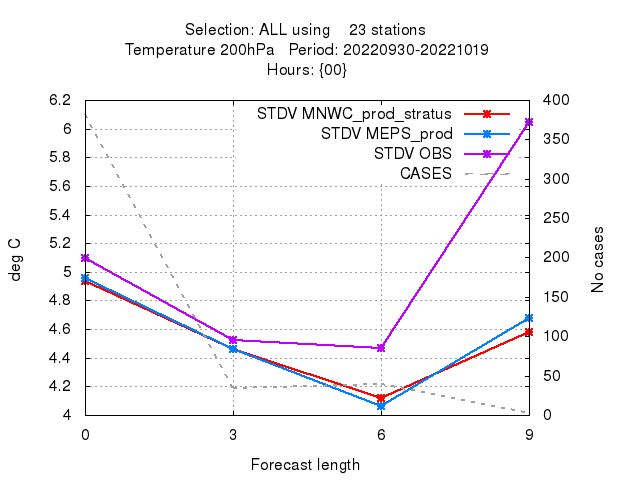 Selection: ALL using 23 stations
Temperature 200hPa Period: 20220930-20221019
Hours: {00}
STDV MNWC_prod_stratus
STDV MEPS_prod
STDV OBS
CASES
6.2
6
5.8
5.6
5.4
5.2
5
4.8
4.6
4.4
4.2
4
deg C
400
350
300
250
200
150
100
50
0
No cases
0 3 6 9
Forecast length